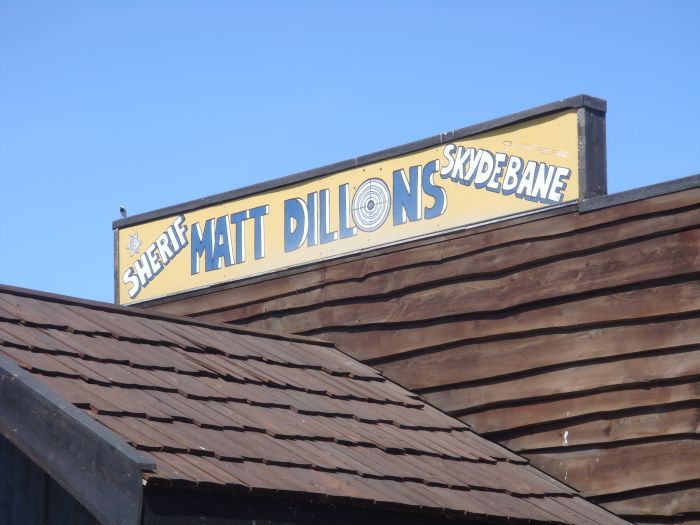 SHERIF MATT DILLONS SKYDEBANE